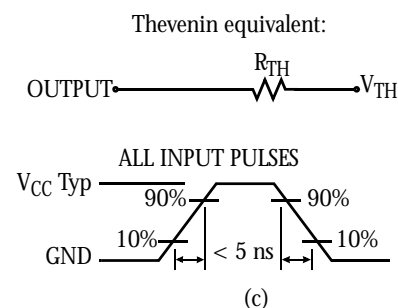 Thevenin equivalent:
RTH
OUTPUT VTH
ALL INPUT PULSES
VCC Typ
90% 90%
10% < 5 ns 10%
GND
(c)